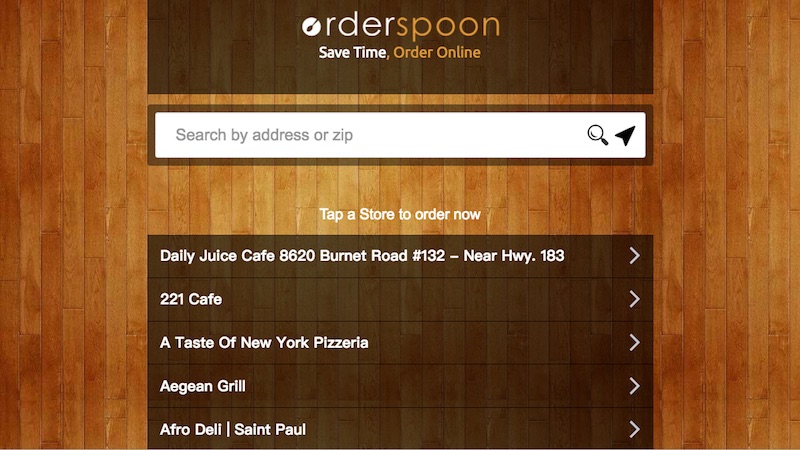 orderspoon
Save Time, Order Online
Search by address or zip
Tap a Store to order now
Daily Juice Cafe 8620 Burnet Road #132 – Near Hwy. 183
221 Cafe
A Taste Of New York Pizzeria
Aegean Grill
Afro Deli | Saint Paul